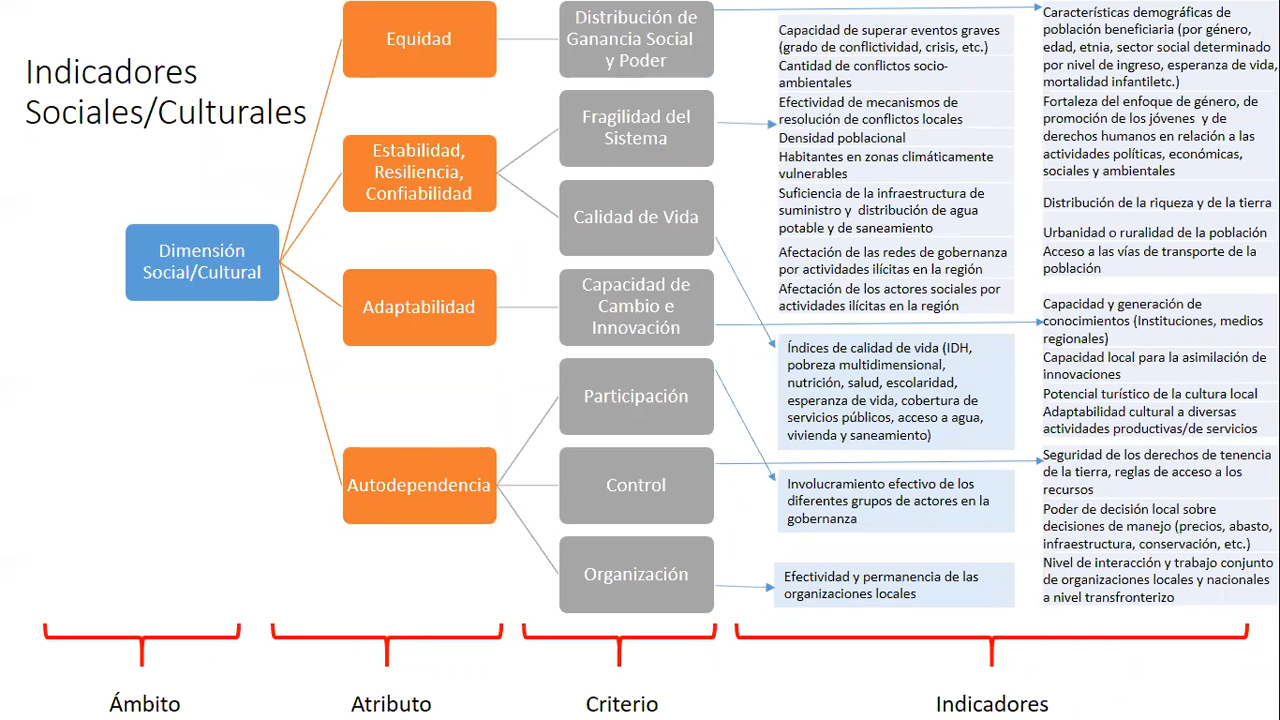 Indicadores
Sociales/Culturales
Dimensión
Social/Cultural
Equidad
Estabilidad,
Resiliencia,
Confiabilidad
Adaptabilidad
Autodependencia
Distribución de
Ganancia Social
y Poder
Fragilidad del
Sistema
Calidad de Vida
Capacidad de
Cambio e
Innovación
Participación
Control
Organización
Capacidad de superar eventos graves
(grado de conflictividad, crisis, etc.)
Cantidad de conflictos socio-
ambientales
Efectividad de mecanismos de
resolución de conflictos locales
Densidad poblacional
Habitantes en zonas climáticamente
vulnerables
Suficiencia de la infraestructura de
suministro y distribución de agua
potable y de saneamiento
Afectación de las redes de gobernanza
por actividades ilícitas en la región
Afectación de los actores sociales por
actividades ilícitas en la región
Índices de calidad de vida (IDH,
pobreza multidimensional,
nutrición, salud, escolaridad,
esperanza de vida, cobertura de
servicios públicos, acceso a agua,
vivienda y saneamiento)
Involucramiento efectivo de los
diferentes grupos de actores en la
gobernanza
Efectividad y permanencia de las
organizaciones locales
Características demográficas de
población beneficiaria (por género,
edad, etnia, sector social determinado
por nivel de ingreso, esperanza de vida,
mortalidad infantiletc.)
Fortaleza del enfoque de género, de
promoción de los jóvenes y de
derechos humanos en relación a las
actividades políticas, económicas,
sociales y ambientales
Distribución de la riqueza y de la tierra
Urbanidad o ruralidad de la población
Acceso a las vías de transporte de la
población
Capacidad y generación de
conocimientos (Instituciones, medios
regionales)
Capacidad local para la asimilación de
innovaciones
Potencial turístico de la cultura local
Adaptabilidad cultural a diversas
actividades productivas/de servicios
Seguridad de los derechos de tenencia
de la tierra, reglas de acceso a los
recursos
Poder de decisión local sobre
decisiones de manejo (precios, abasto,
infraestructura, conservación, etc.)
Nivel de interacción y trabajo conjunto
de organizaciones locales y nacionales
a nivel transfronterizo
Ámbito
Atributo
Criterio
Indicadores